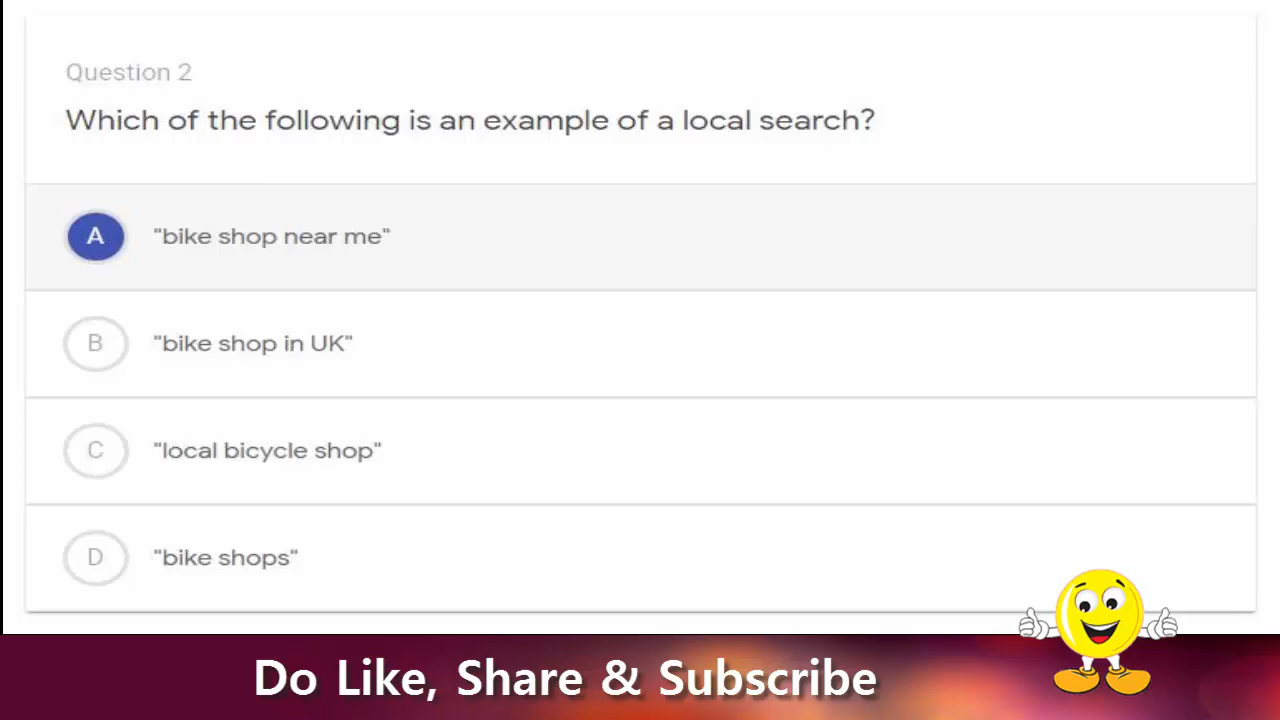 Question 2
Which of the following is an example of a local search?
A "bike shop near me"
B "bike shop in UK"
C "local bicycle shop"
D "bike shops"
Do Like, Share & Subscribe